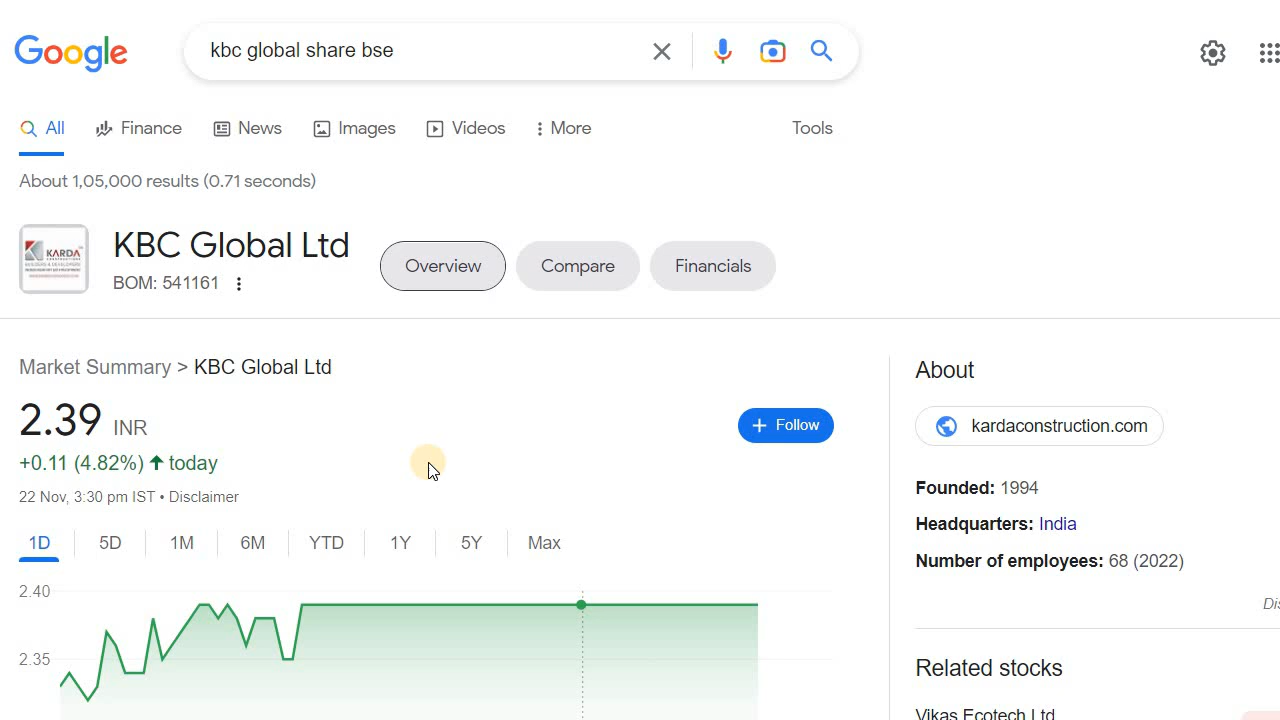 Google
kbc global share bse
All Finance News Images Videos More Tools
About 1,05,000 results (0.71 seconds)
KARDA
KBC Global Ltd
BOM: 541161
Overview Compare Financials
Market Summary > KBC Global Ltd
2.39 INR
+ Follow
+0.11 (4.82%) ↑ today
22 Nov, 3:30 pm IST • Disclaimer
1D 5D 1M 6M YTD 1Y 5Y Max
2.40
2.35
About
kardaconstruction.com
Founded: 1994
Headquarters: India
Number of employees: 68 (2022)
Related stocks
Vikas Ecotech Ltd